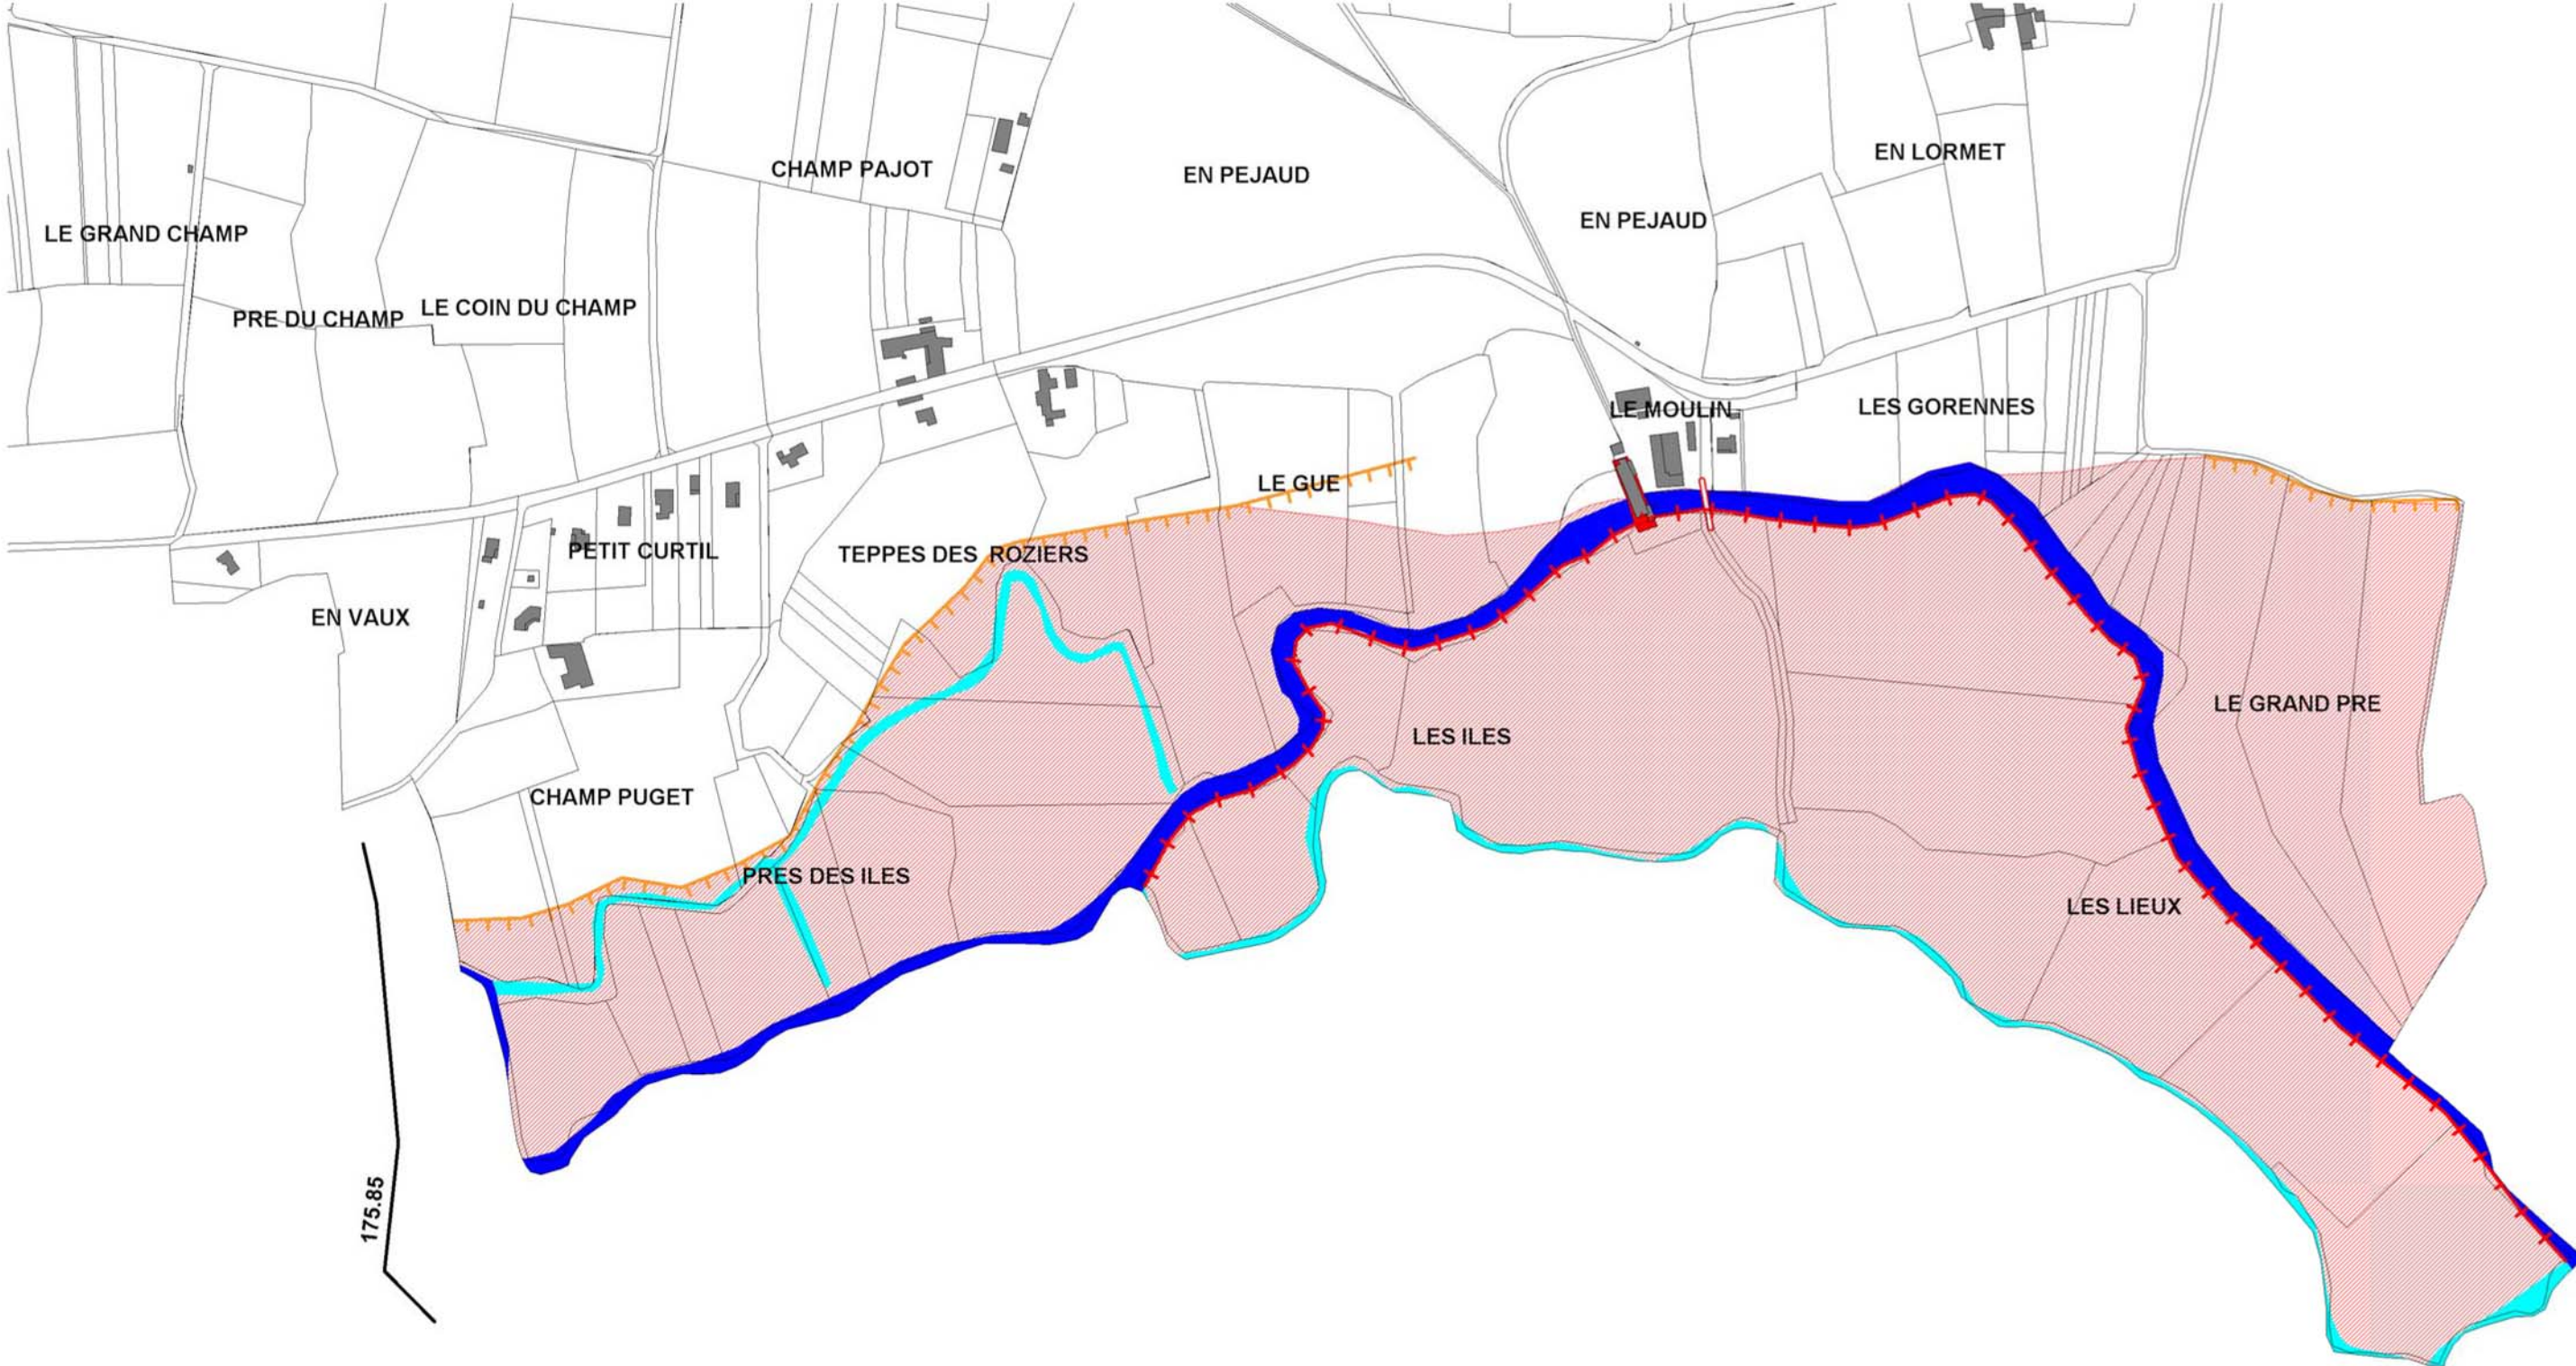 EN LORMET
CHAMP PAJOT
EN PEJAUD
EN PEJAUD
LE GRAND CHAMP
LE COIN DU CHAMP
PRE DU CHAMP
LES GORENNES
LE MOULIN
LE GUE
PETIT CURTIL
TEPPES DES ROZIERS
EN VAUX
LE GRAND PRE
LES ILES
CHAMP PUGET
PRES DES ILES
LES LIEUX
175.85